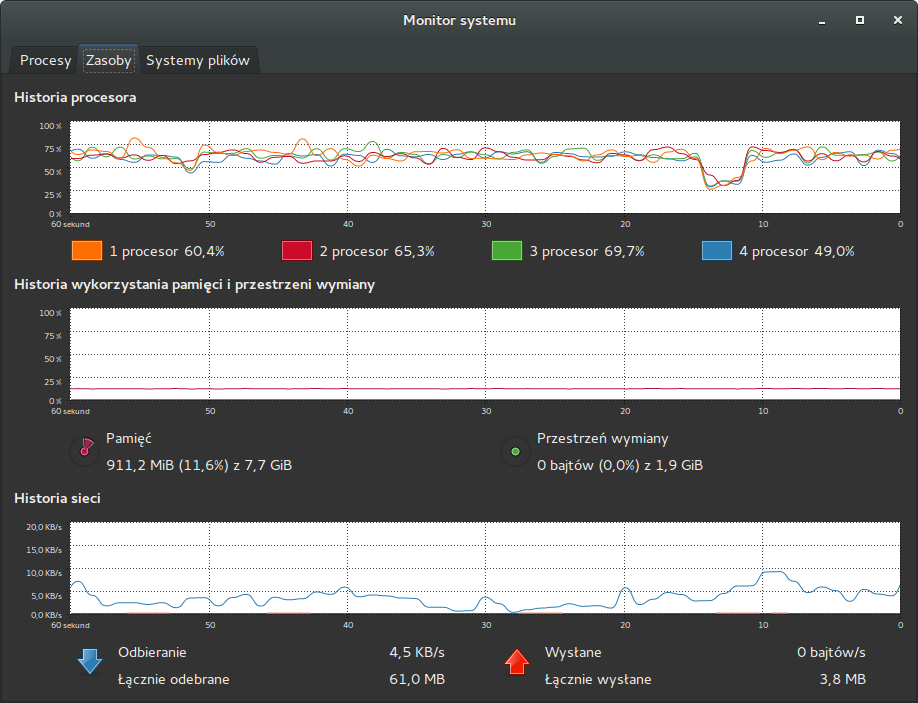 Monitor systemu
Procesy Zasoby Systemy plików
Historia procesora
100 %
75 %
50 %
25 %
0 %
60 sekund 50 40 30 20 10 0
1 procesor 60,4% 2 procesor 65,3% 3 procesor 69,7% 4 procesor 49,0%
Historia wykorzystania pamięci i przestrzeni wymiany
100 %
75 %
50 %
25 %
0 %
60 sekund 50 40 30 20 10 0
Pamięć Przestrzeń wymiany
911,2 MiB (11,6%) z 7,7 GiB 0 bajtów (0,0%) z 1,9 GiB
Historia sieci
20,0 KB/s
15,0 KB/s
10,0 KB/s
5,0 KB/s
0,0 KB/s
60 sekund 50 40 30 20 10 0
Odbieranie 4,5 KB/s Wysłane 0 bajtów/s
Łącznie odebrane 61,0 MB Łącznie wysłane 3,8 MB